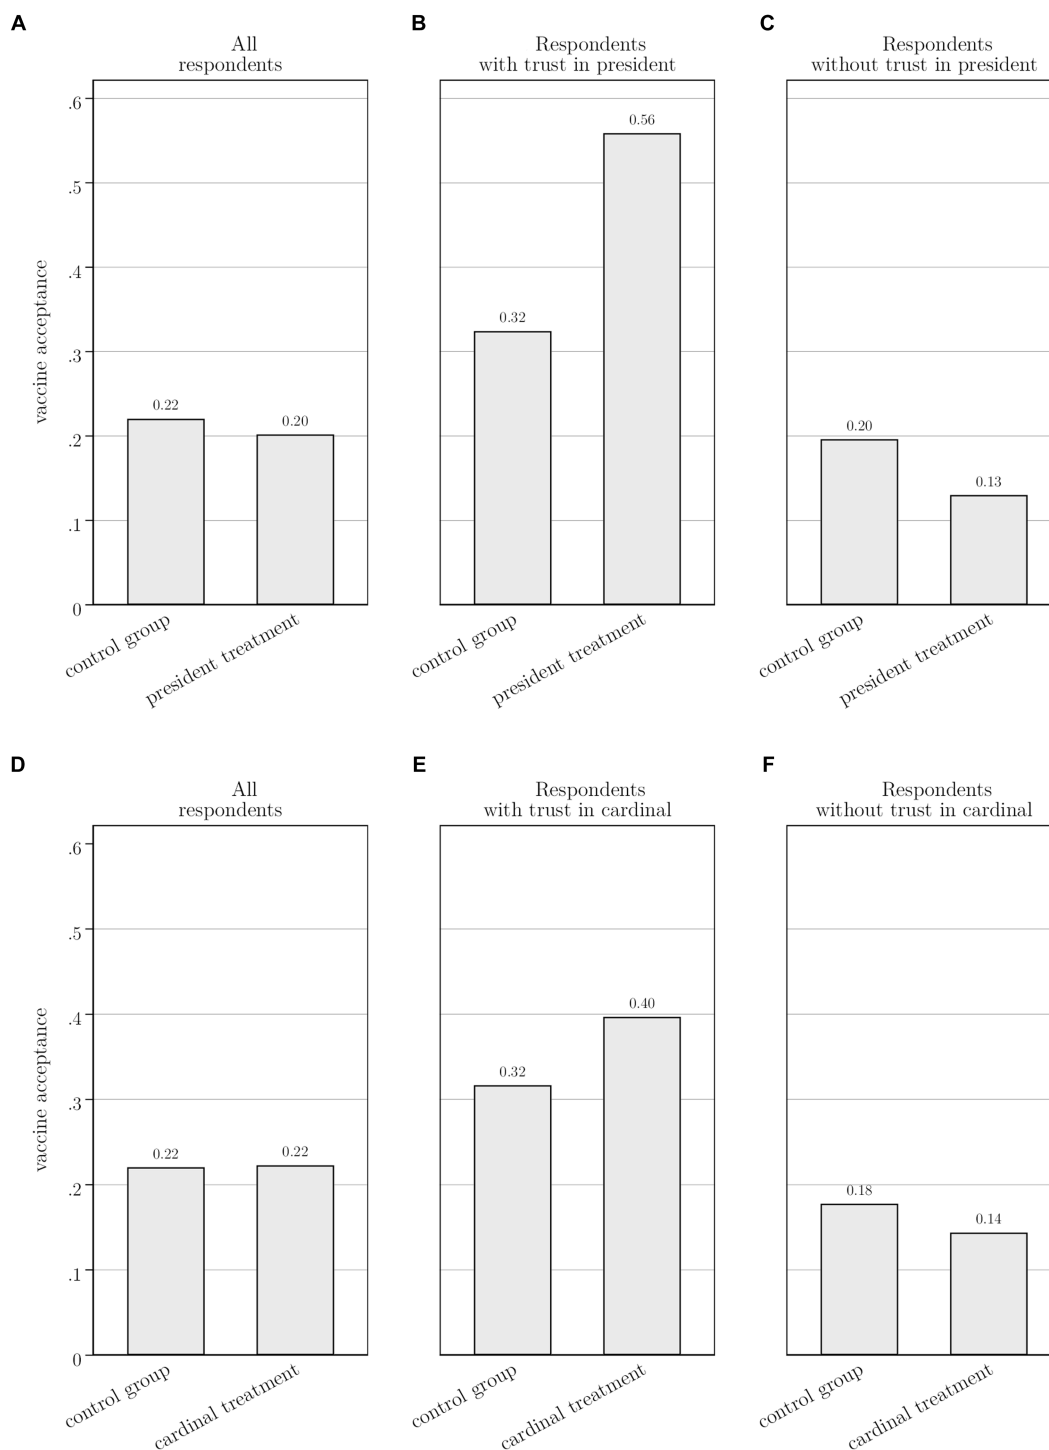 A
B
C
All
respondents
Respondents
with trust in president
Respondents
without trust in president
vaccine acceptance
.6
.5
.4
.3
.2
.1
0
0.22
0.20
0.32
0.56
0.20
0.13
control group
president treatment
control group
president treatment
control group
president treatment
D
E
F
All
respondents
Respondents
with trust in cardinal
Respondents
without trust in cardinal
vaccine acceptance
.6
.5
.4
.3
.2
.1
0
0.22
0.22
0.32
0.40
0.18
0.14
control group
cardinal treatment
control group
cardinal treatment
control group
cardinal treatment